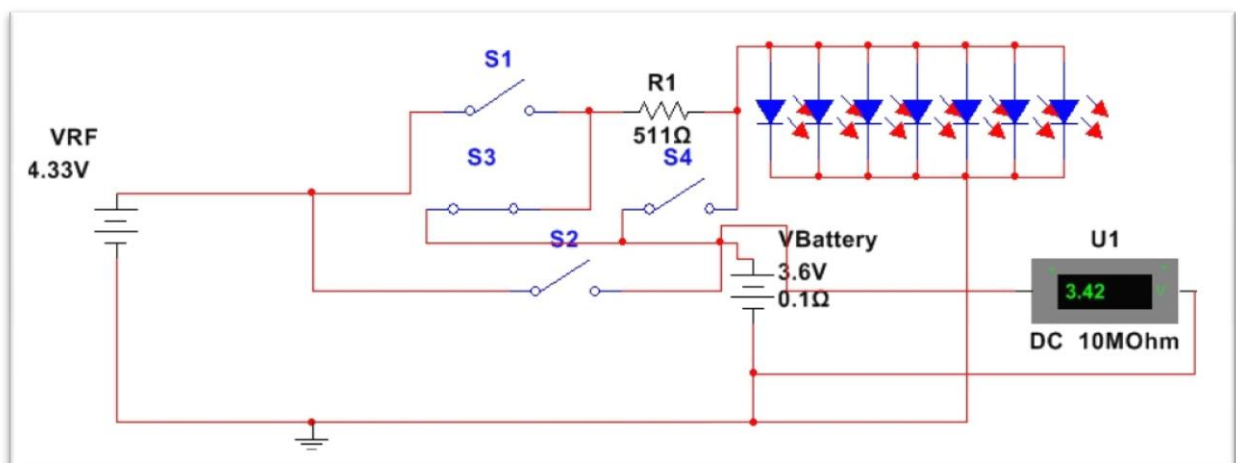 S1
R1
511Ω
VRF
4.33V
S3
S4
S2
VBattery
3.6V
0.1Ω
U1
3.42
DC 10MOhm